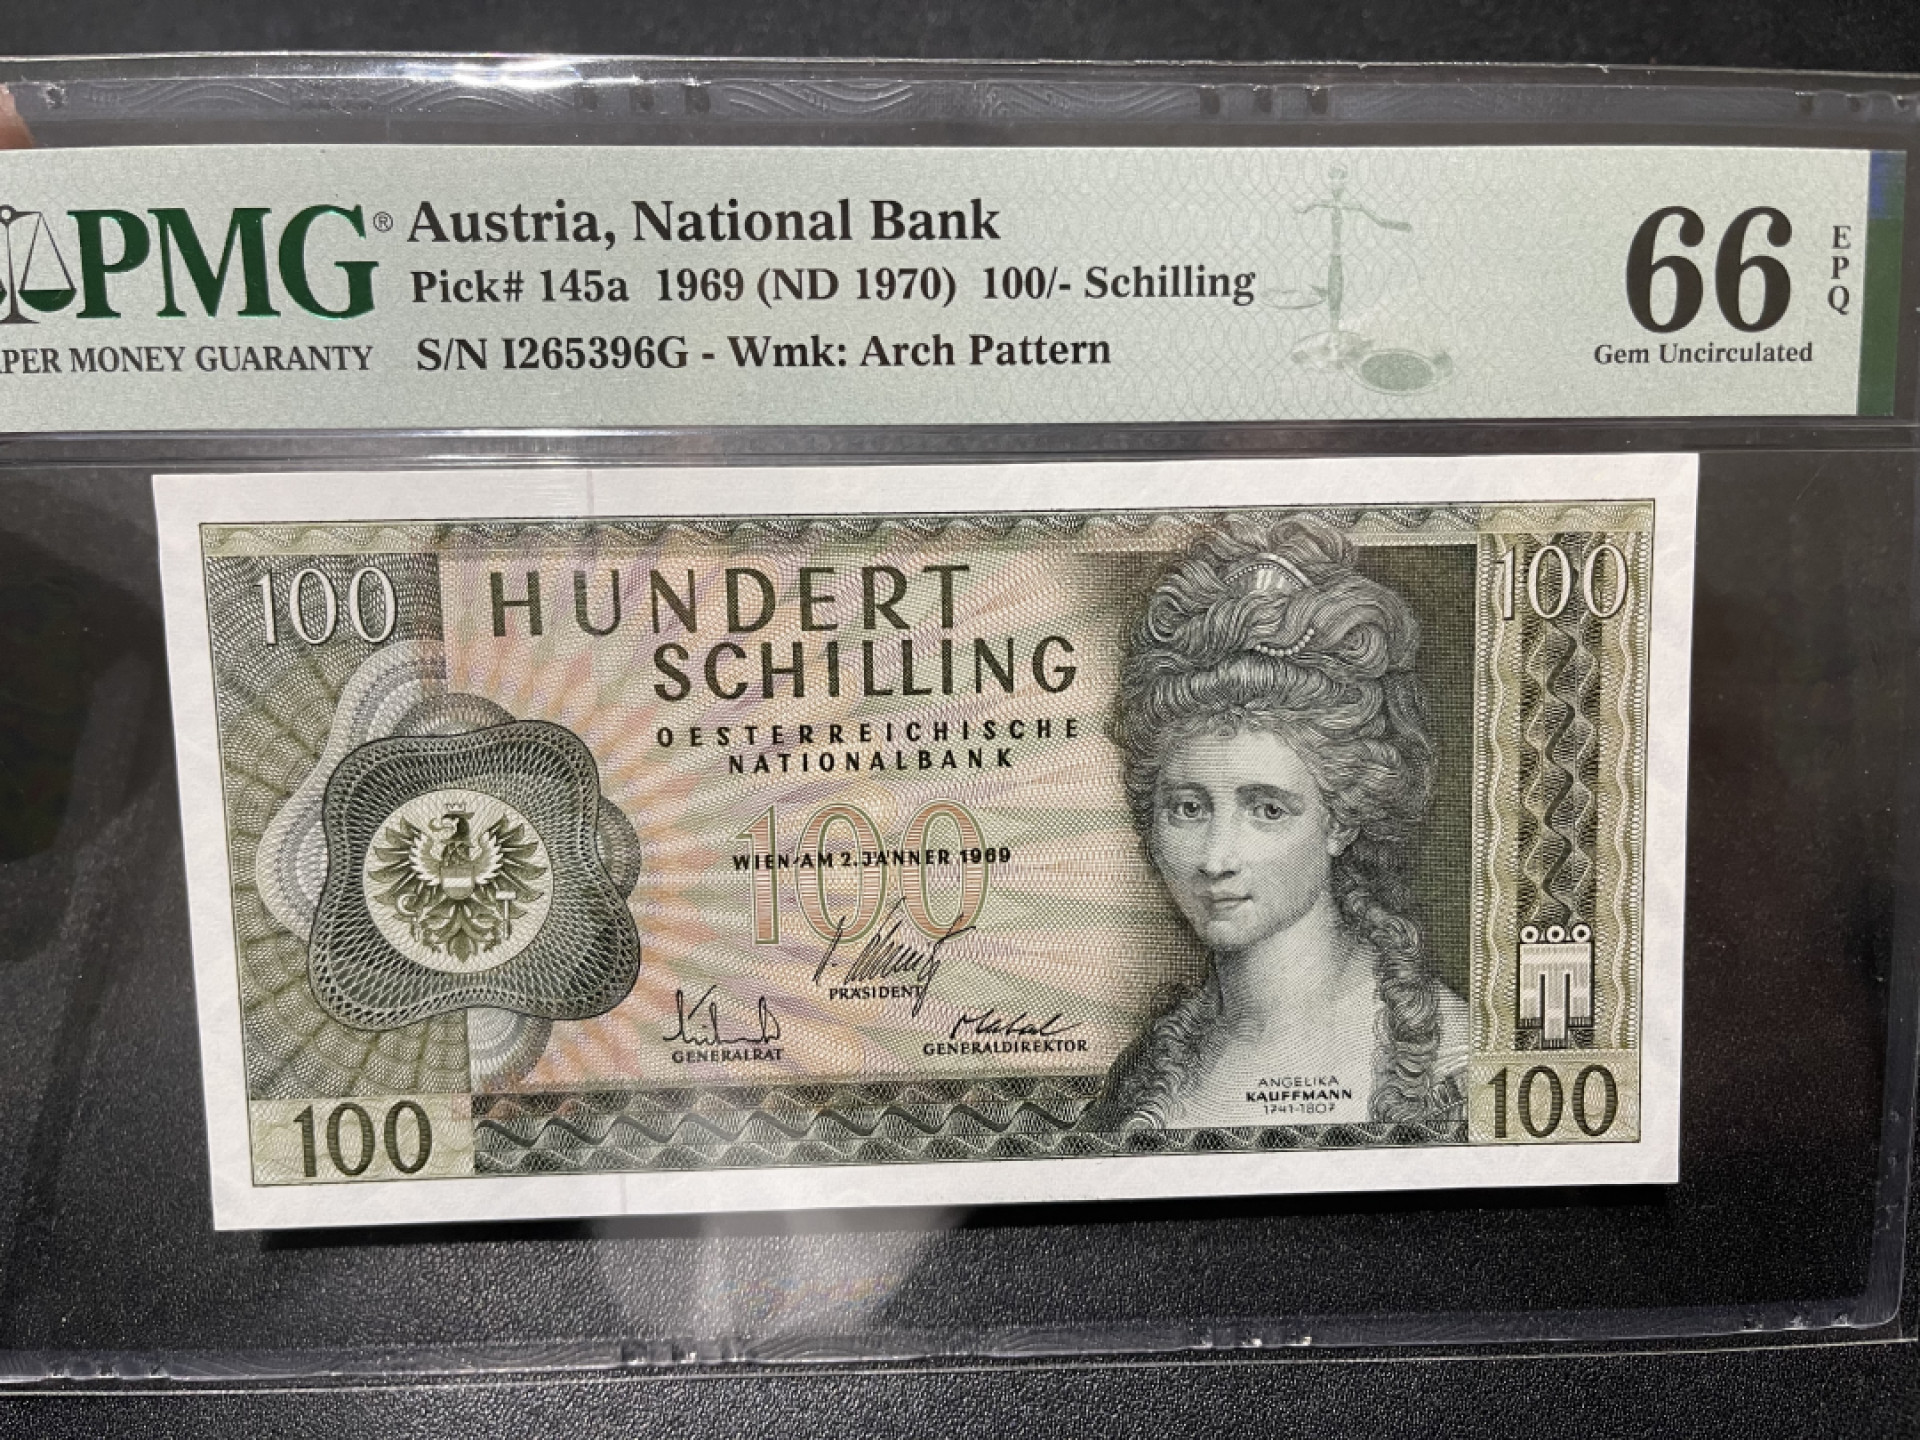 PMG® Austria, National Bank
Pick# 145a 1969 (ND 1970) 100/- Schilling
PER MONEY GUARANTY S/N I265396G - Wmk: Arch Pattern
66 EPQ
Gem Uncirculated
100 HUNDERT 100
SCHILLING
OESTERREICHISCHE
NATIONALBANK
100
WIEN, AM 2. JÄNNER 1969
PRÄSIDENT
GENERALRAT GENERALDIREKTOR
ANGELIKA
KAUFFMANN
1741-1807
100 100